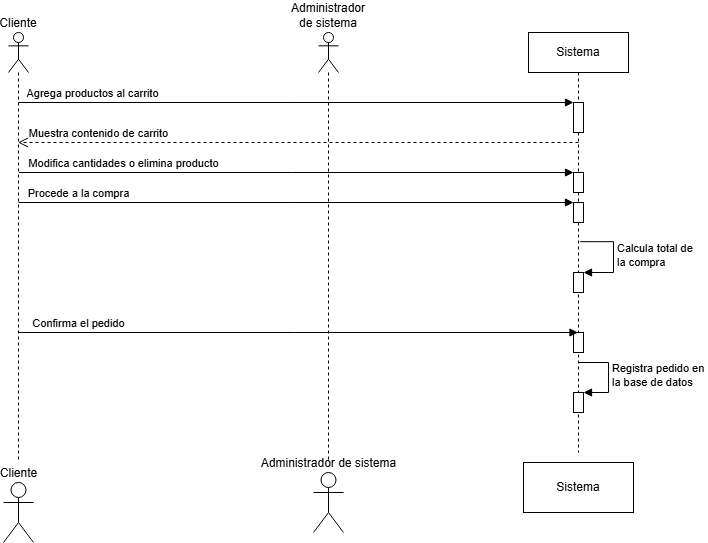 Cliente
Administrador
de sistema
Sistema
Agrega productos al carrito
Muestra contenido de carrito
Modifica cantidades o elimina producto
Procede a la compra
Calcula total de
la compra
Confirma el pedido
Registra pedido en
la base de datos
Cliente
Administrador de sistema
Sistema